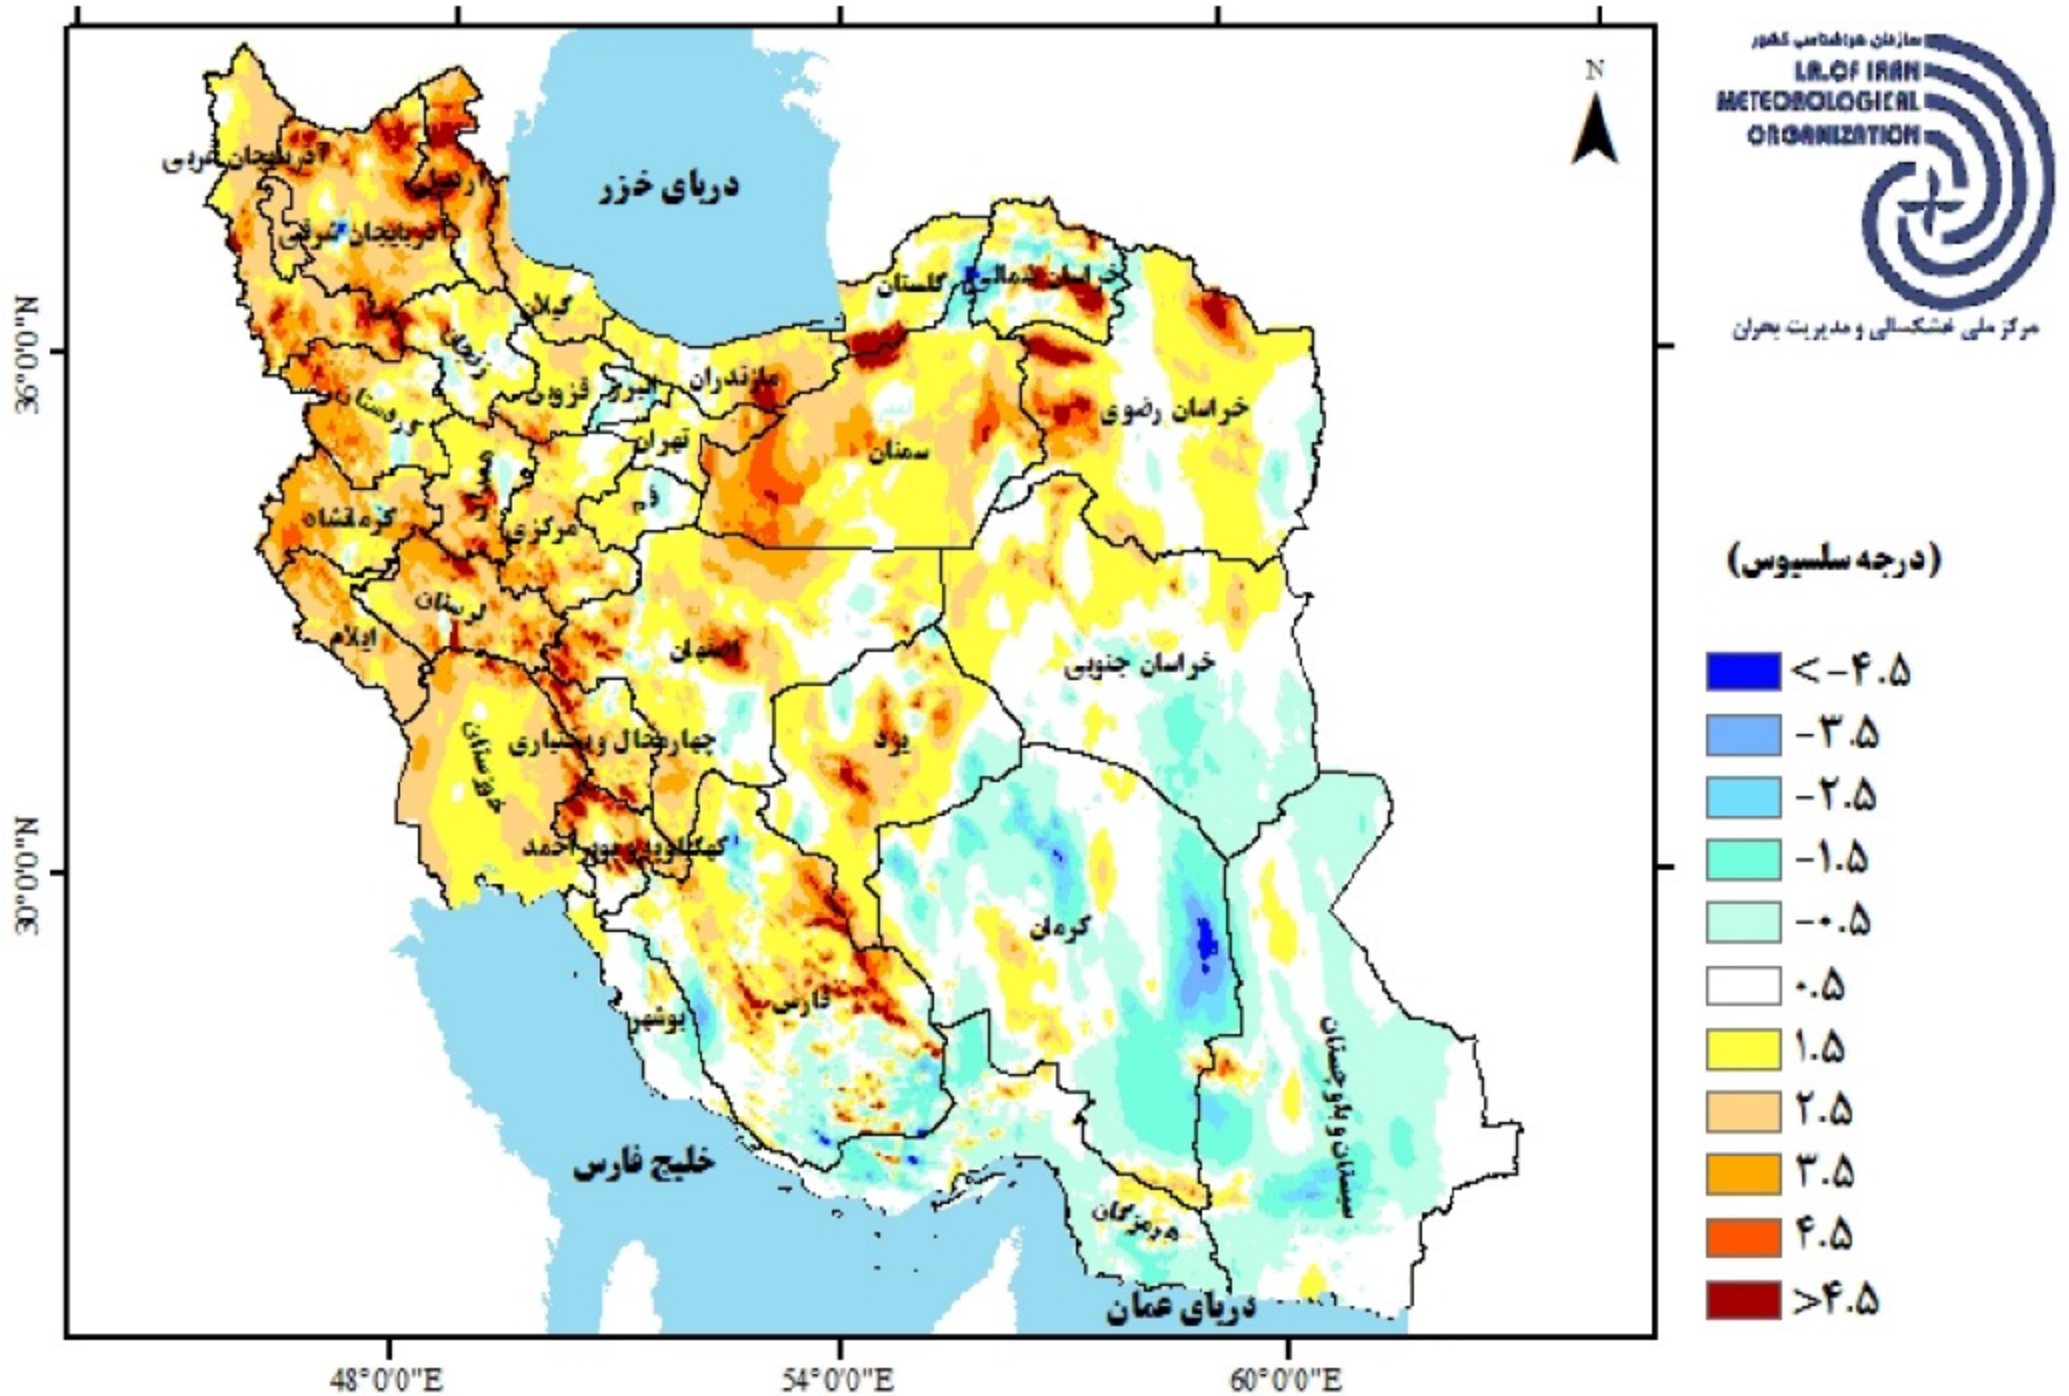 سازمان هواشناسی کشور
I.R.OF IRAN
METEOROLOGICAL
ORGANIZATION
مرکز ملی خشکسالی و مدیریت بحران
N
دریای خزر
آذربایجان غربی
اردبیل
آذربایجان شرقی
گیلان
گلستان
خراسان شمالی
زنجان
مازندران
البرز
قزوین
خراسان رضوی
کردستان
تهران
سمنان
همدان
قم
کرمانشاه
مرکزی
لرستان
ایلام
اصفهان
خراسان جنوبی
چهارمحال وبختیاری
یزد
خوزستان
کهگیلویه و بویر احمد
کرمان
فارس
بوشهر
سیستان و بلوچستان
خلیج فارس
هرمزگان
دریای عمان
36°0'0"N
30°0'0"N
48°0'0"E
54°0'0"E
60°0'0"E
(درجه سلسیوس)
< -۴.۵
-۳.۵
-۲.۵
-۱.۵
-۰.۵
۰.۵
۱.۵
۲.۵
۳.۵
۴.۵
>۴.۵